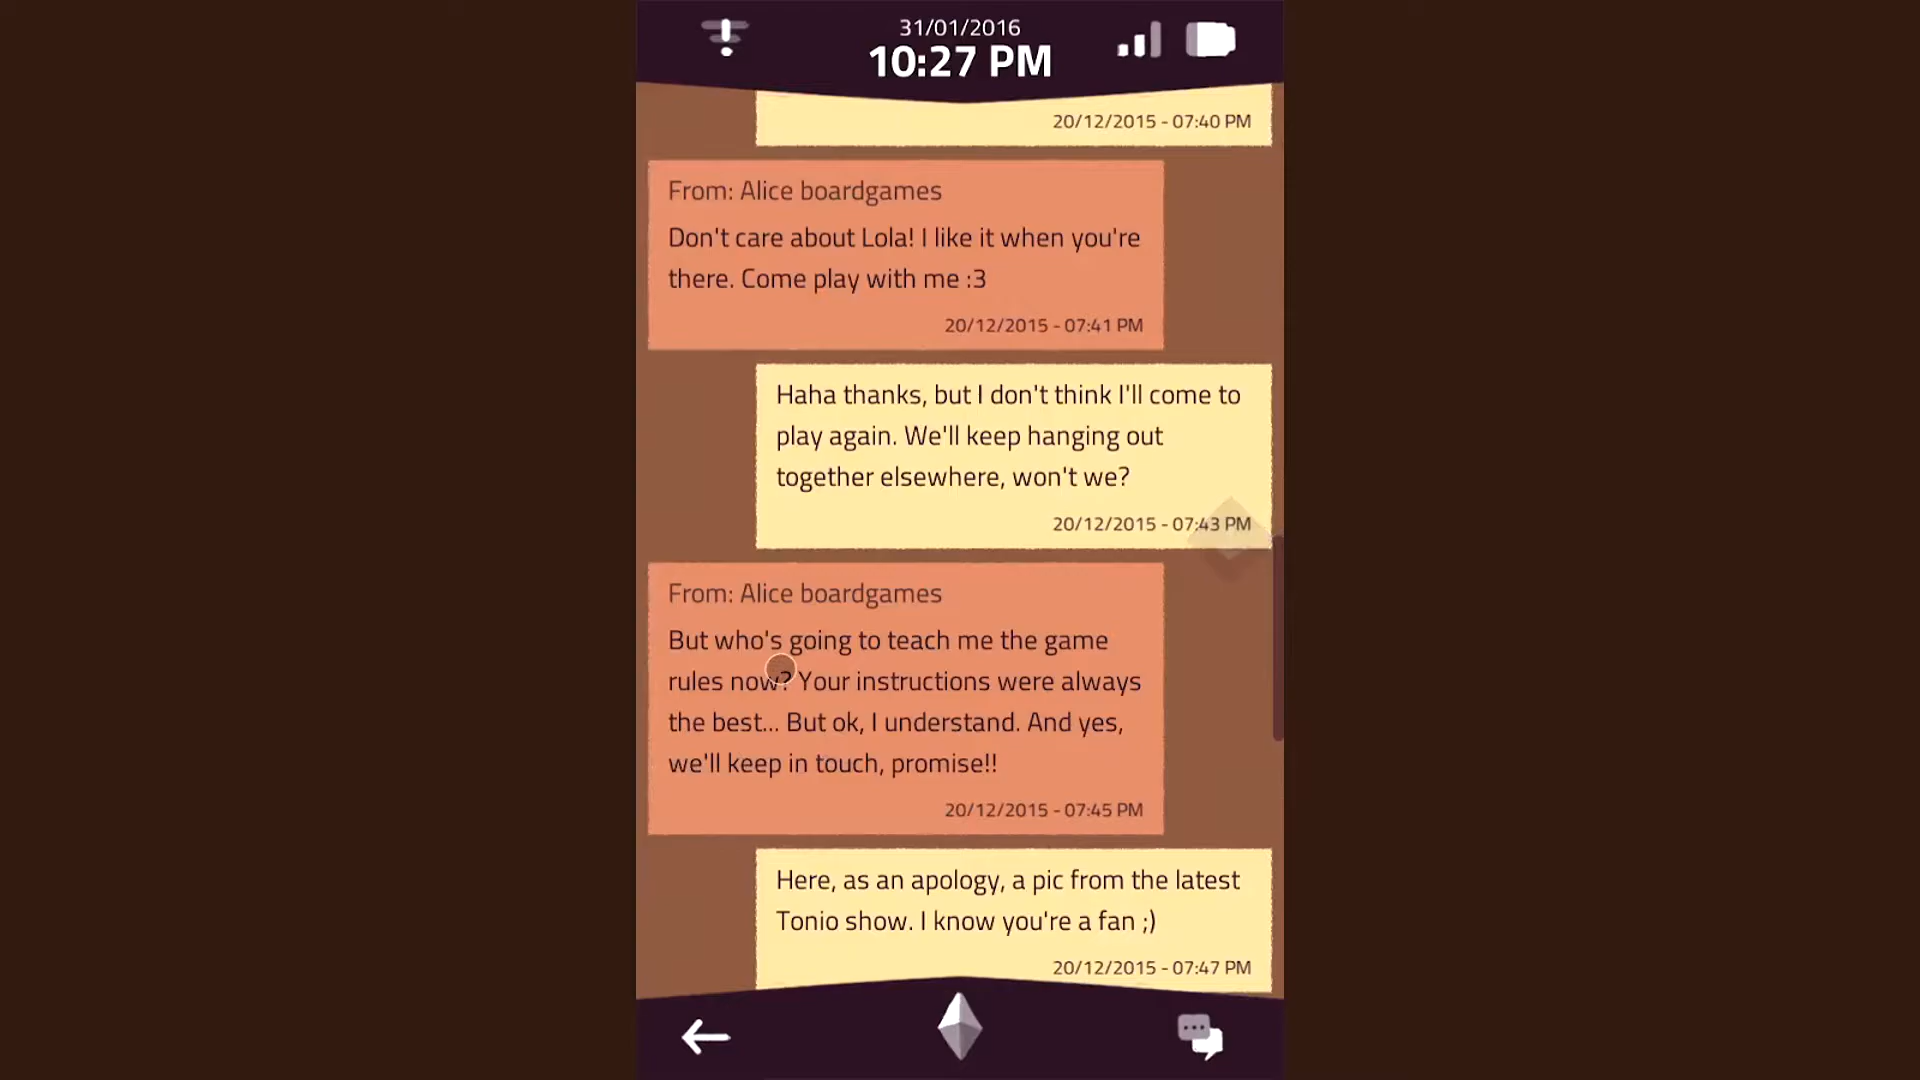 31/01/2016
10:27 PM
20/12/2015 - 07:40 PM
From: Alice boardgames
Don't care about Lola! I like it when you're
there. Come play with me :3
20/12/2015 - 07:41 PM
Haha thanks, but I don't think I'll come to
play again. We'll keep hanging out
together elsewhere, won't we?
20/12/2015 - 07:43 PM
From: Alice boardgames
But who's going to teach me the game
rules now? Your instructions were always
the best... But ok, I understand. And yes,
we'll keep in touch, promise!!
20/12/2015 - 07:45 PM
Here, as an apology, a pic from the latest
Tonio show. I know you're a fan ;)
20/12/2015 - 07:47 PM